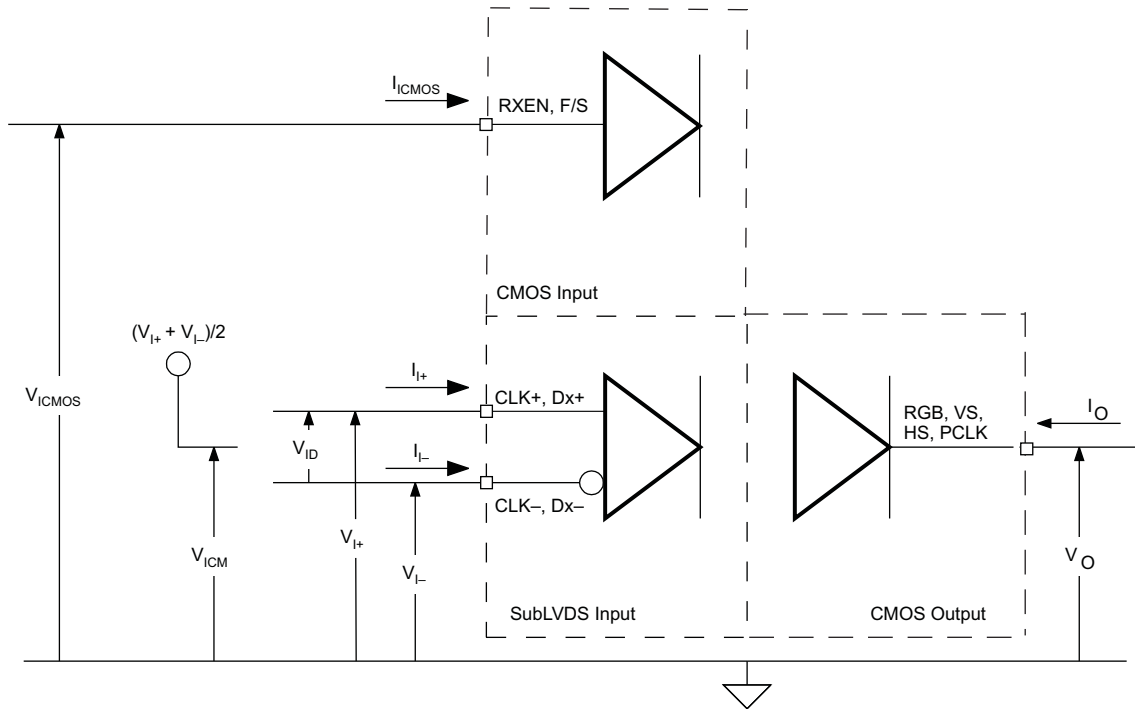 I_ICMOS
RXEN, F/S
CMOS Input
(V_I+ + V_I–)/2
V_ICMOS
I_I+
CLK+, Dx+
V_ID
I_I–
CLK–, Dx–
RGB, VS,
HS, PCLK
I_O
V_ICM
V_I+
V_I–
V_O
SubLVDS Input
CMOS Output